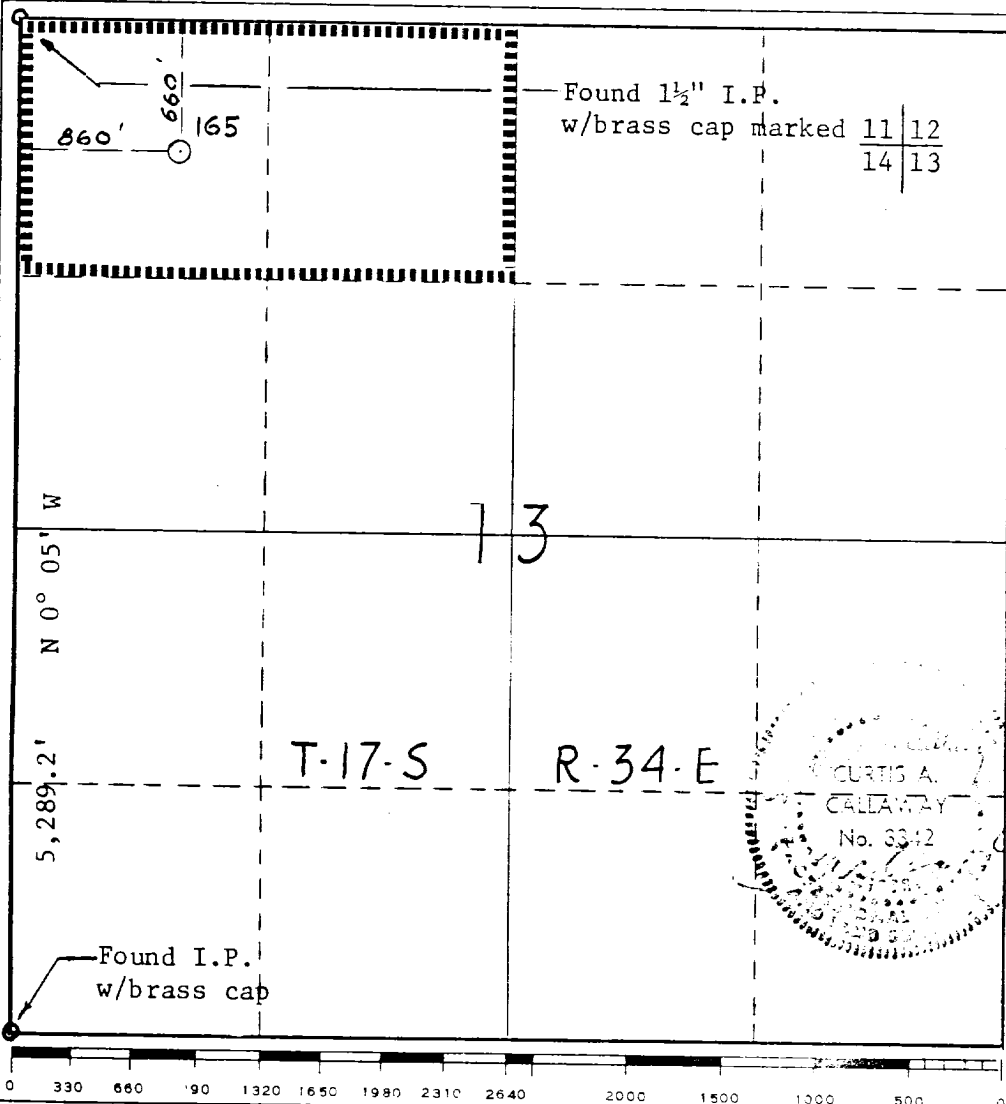 660'
860'
165
Found 1½" I.P.
w/brass cap marked 11 12
14 13
N 0° 05' W
5,289.2'
13
T-17-S
R-34-E
CURTIS A.
CALLAWAY
No. 3342
Found I.P.
w/brass cap
0 330 660 '90 1320 1650 1980 2310 2640 2000 1500 1000 500 0